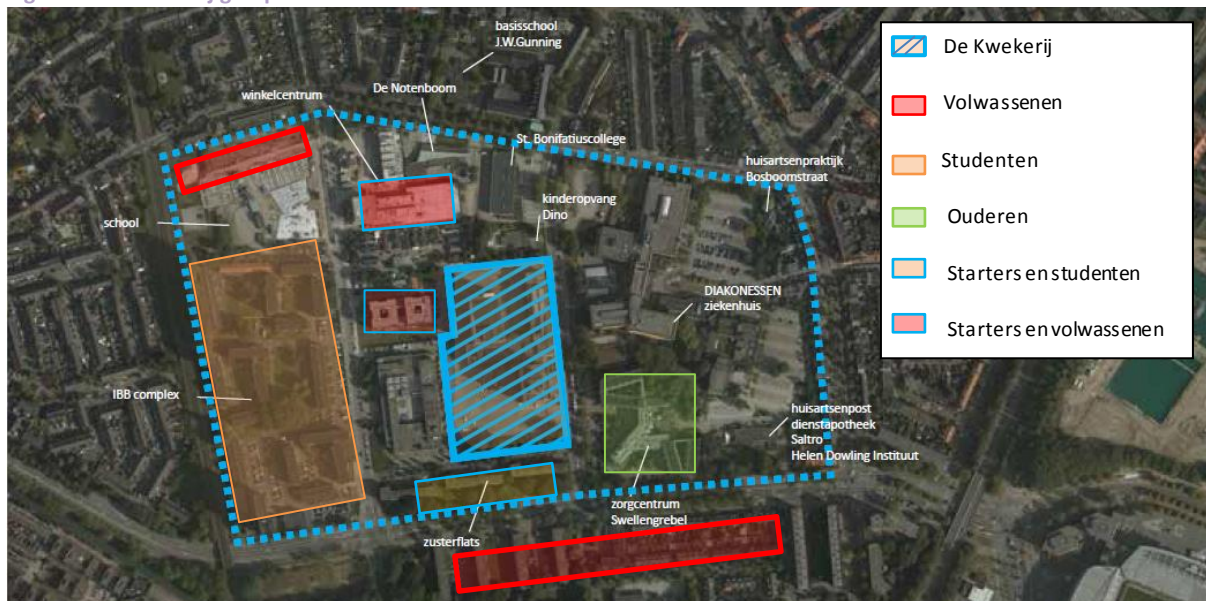 basisschool
J.W.Gunning
De Notenboom
winkelcentrum
St. Bonifatiuscollege
huisartsenpraktijk
Bosboomstraat
kinderopvang
Dino
school
DIAKONESSEN
ziekenhuis
IBB complex
huisartsenpost
dienstapotheek
Saltro
Helen Dowling Instituut
zorgcentrum
Swellengrebel
zusterflats
De Kwekerij
Volwassenen
Studenten
Ouderen
Starters en studenten
Starters en volwassenen